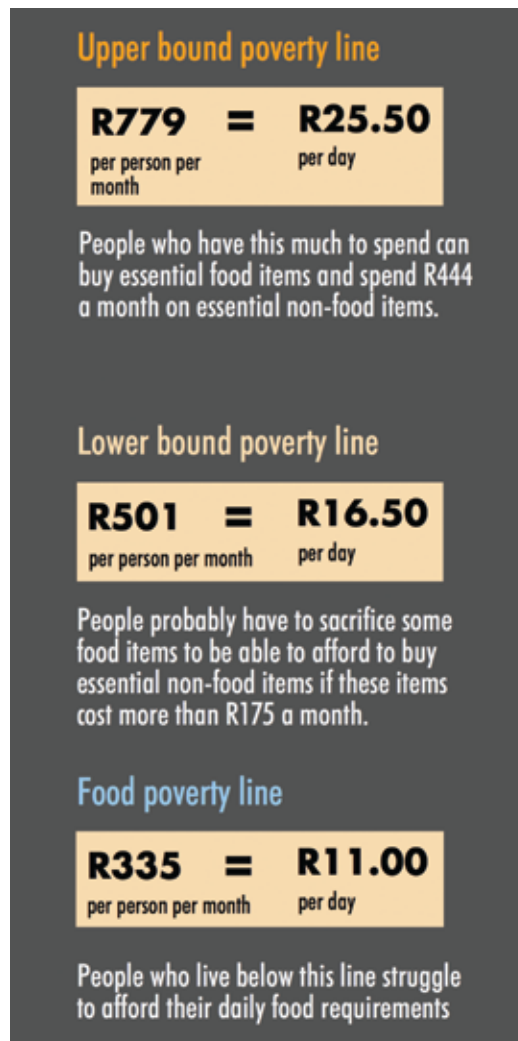 Upper bound poverty line
R779 = R25.50
per person per month
per day
People who have this much to spend can
buy essential food items and spend R444
a month on essential non-food items.
Lower bound poverty line
R501 = R16.50
per person per month
per day
People probably have to sacrifice some
food items to be able to afford to buy
essential non-food items if these items
cost more than R175 a month.
Food poverty line
R335 = R11.00
per person per month
per day
People who live below this line struggle
to afford their daily food requirements